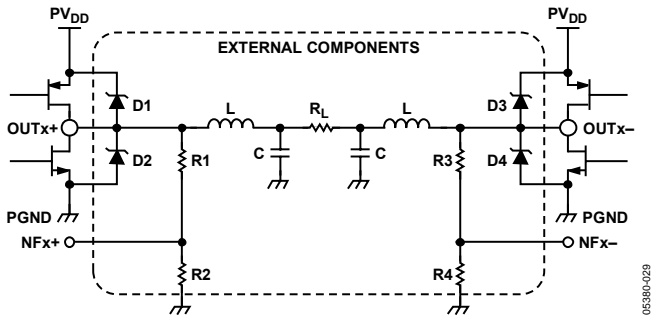 PVDD
PVDD
EXTERNAL COMPONENTS
D1
L
RL
L
D3
OUTx+
OUTx–
D2
C
C
D4
R1
R3
PGND
PGND
NFx+
NFx–
R2
R4
05380-029